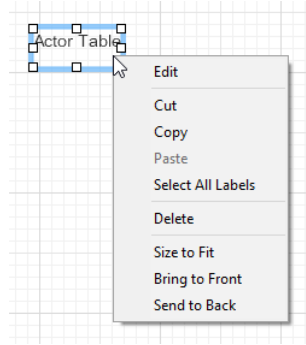 Actor Table
Edit
Cut
Copy
Paste
Select All Labels
Delete
Size to Fit
Bring to Front
Send to Back